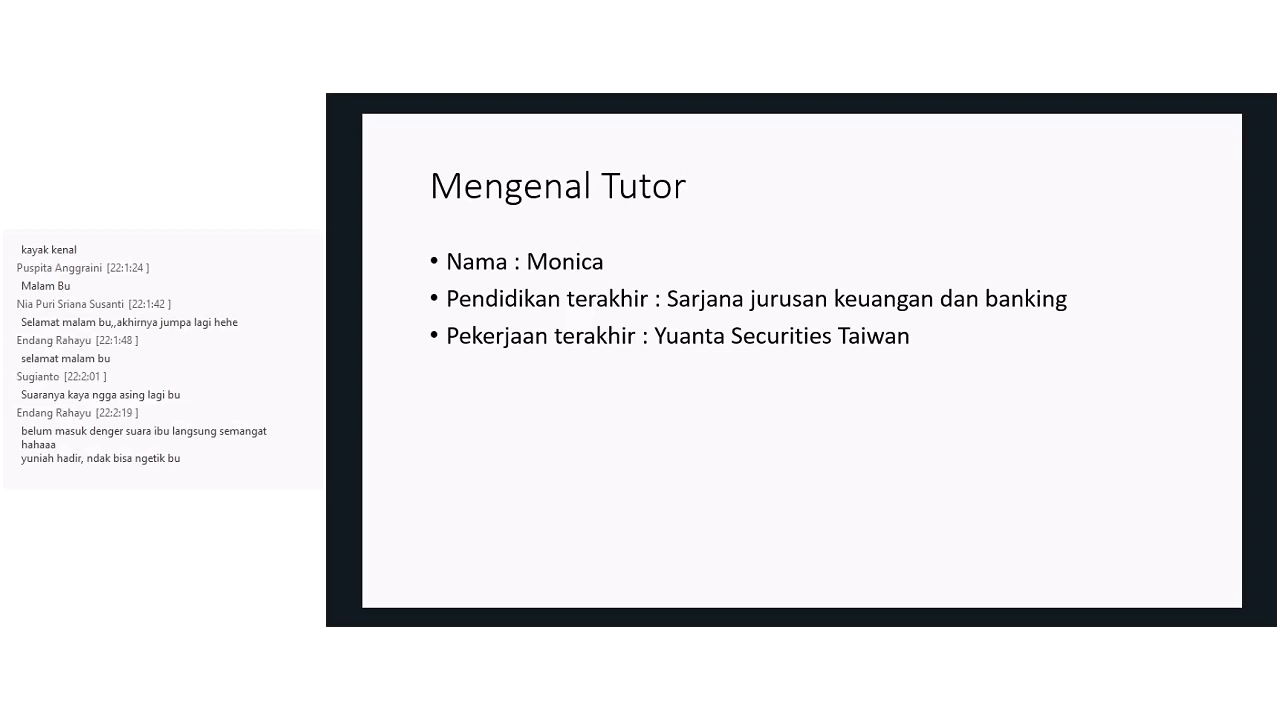 kayak kenal
Puspita Anggraini [22:1:24 ]
Malam Bu
Nia Puri Sriana Susanti [22:1:42 ]
Selamat malam bu,,akhirnya jumpa lagi hehe
Endang Rahayu [22:1:48 ]
selamat malam bu
Sugianto [22:2:01 ]
Suaranya kaya ngga asing lagi bu
Endang Rahayu [22:2:19 ]
belum masuk denger suara ibu langsung semangat
hahaaa
yuniah hadir, ndak bisa ngetik bu
Mengenal Tutor
• Nama : Monica
• Pendidikan terakhir : Sarjana jurusan keuangan dan banking
• Pekerjaan terakhir : Yuanta Securities Taiwan